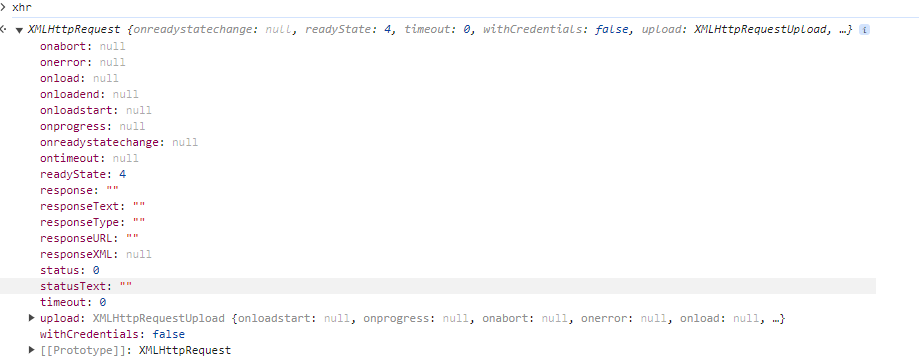 > xhr
XMLHttpRequest {onreadystatechange: null, readyState: 4, timeout: 0, withCredentials: false, upload: XMLHttpRequestUpload, …} i
onabort: null
onerror: null
onload: null
onloadend: null
onloadstart: null
onprogress: null
onreadystatechange: null
ontimeout: null
readyState: 4
response: ""
responseText: ""
responseType: ""
responseURL: ""
responseXML: null
status: 0
statusText: ""
timeout: 0
upload: XMLHttpRequestUpload {onloadstart: null, onprogress: null, onabort: null, onerror: null, onload: null, …}
withCredentials: false
[[Prototype]]: XMLHttpRequest